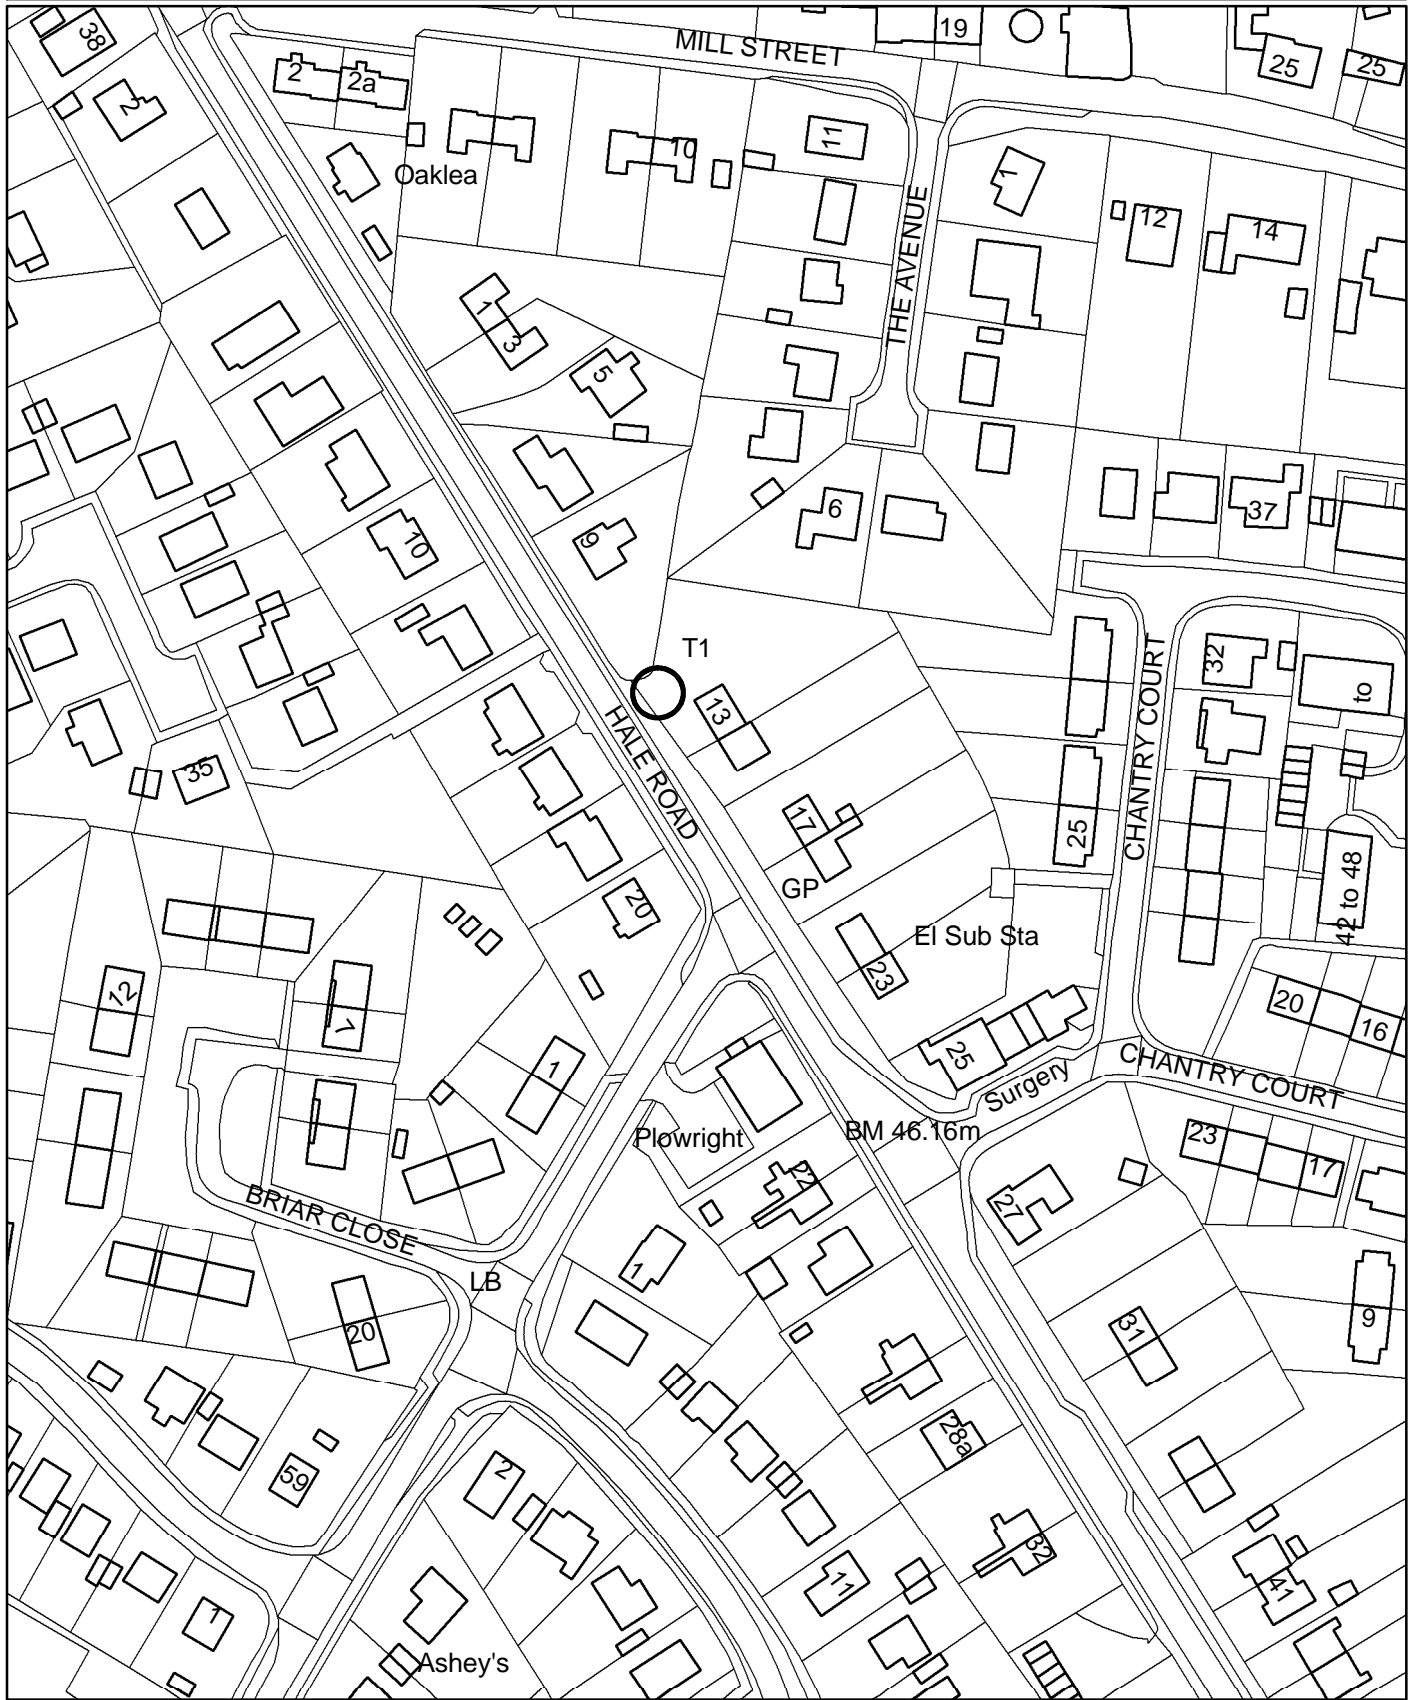 38
2
2
2a
MILL STREET
19
25
25
Oaklea
10
11
THE AVENUE
1
12
14
1
3
5
9
10
6
37
T1
13
HALE ROAD
17
GP
20
23
El Sub Sta
25
Surgery
CHANTRY COURT
25
32
to
42 to 48
20
16
CHANTRY COURT
35
12
7
1
Plowright
BM 46.16m
22
23
17
27
BRIAR CLOSE
LB
1
20
31
9
28a
59
2
32
11
41
1
Ashey's